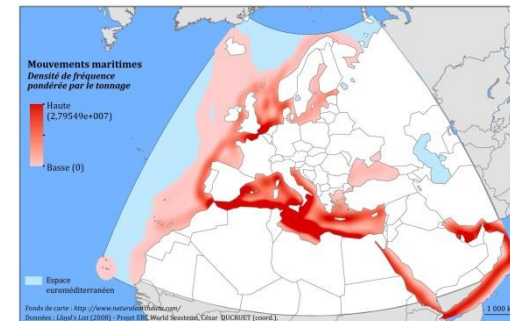 Mouvements maritimes
Densité de fréquence
pondérée par le tonnage
Haute
(2,79549e+007)
Basse (0)
Espace
euroméditerranéen
Fonds de carte : http://www.naturalearthdata.com/
Données : Lloyd's List (2008) - Projet ERC World Seastems, César DUCRUET (coord.).
1 000 k